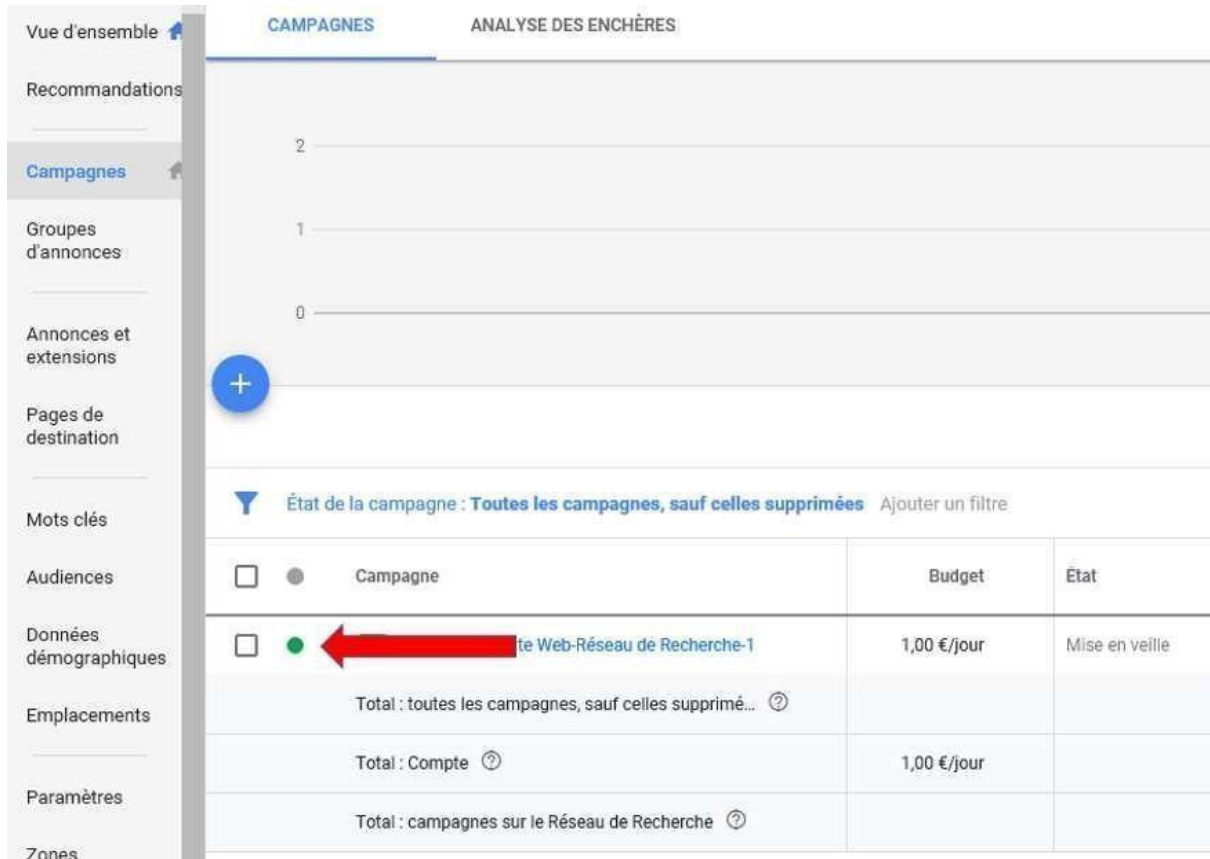 Vue d'ensemble
CAMPAGNES
ANALYSE DES ENCHÈRES
Recommandations
Campagnes
Groupes
d'annonces
Annonces et
extensions
Pages de
destination
Mots clés
Audiences
Données
démographiques
Emplacements
Paramètres
Zones
2
1
0
+
État de la campagne : Toutes les campagnes, sauf celles supprimées Ajouter un filtre
Campagne Budget État
te Web-Réseau de Recherche-1 1,00 €/jour Mise en veille
Total : toutes les campagnes, sauf celles supprimé... ?
Total : Compte ? 1,00 €/jour
Total : campagnes sur le Réseau de Recherche ?